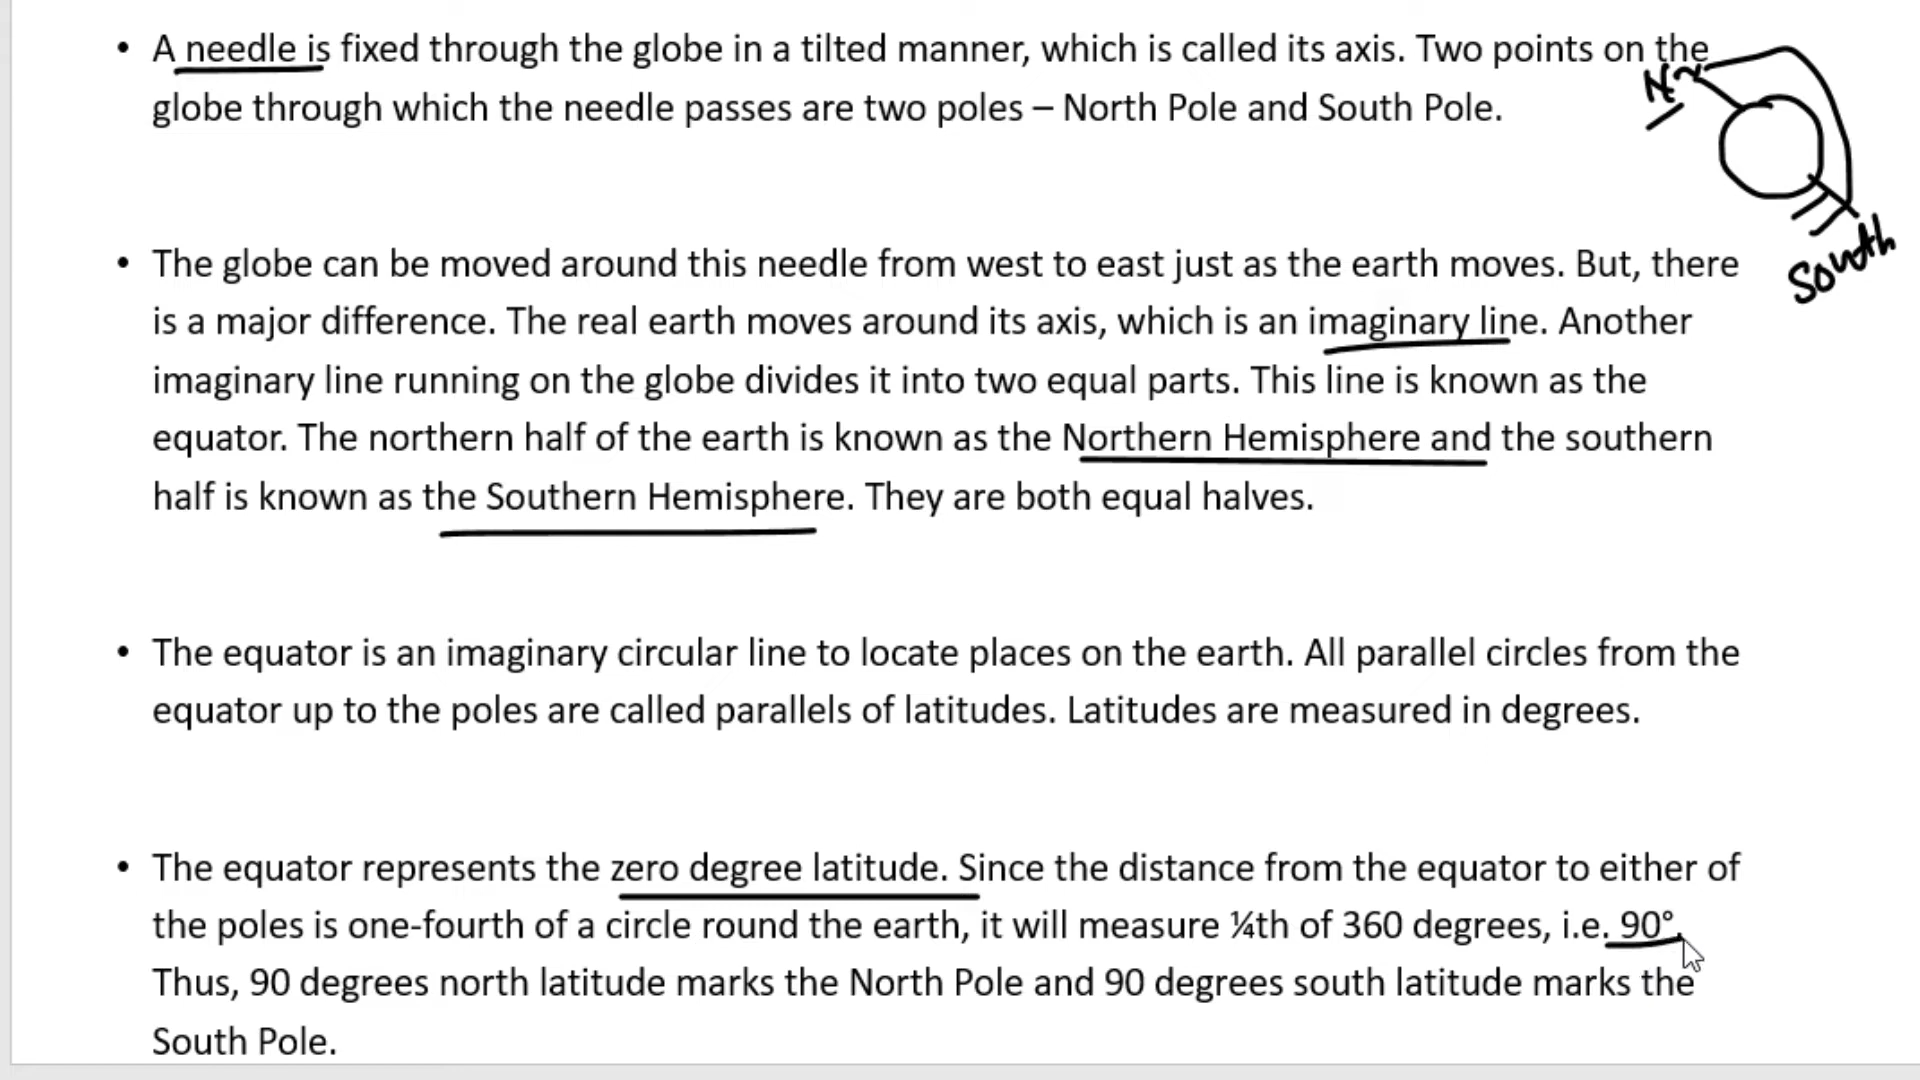 • A needle is fixed through the globe in a tilted manner, which is called its axis. Two points on the
globe through which the needle passes are two poles – North Pole and South Pole.
N
South
• The globe can be moved around this needle from west to east just as the earth moves. But, there
is a major difference. The real earth moves around its axis, which is an imaginary line. Another
imaginary line running on the globe divides it into two equal parts. This line is known as the
equator. The northern half of the earth is known as the Northern Hemisphere and the southern
half is known as the Southern Hemisphere. They are both equal halves.
• The equator is an imaginary circular line to locate places on the earth. All parallel circles from the
equator up to the poles are called parallels of latitudes. Latitudes are measured in degrees.
• The equator represents the zero degree latitude. Since the distance from the equator to either of
the poles is one-fourth of a circle round the earth, it will measure ¼th of 360 degrees, i.e. 90°.
Thus, 90 degrees north latitude marks the North Pole and 90 degrees south latitude marks the
South Pole.